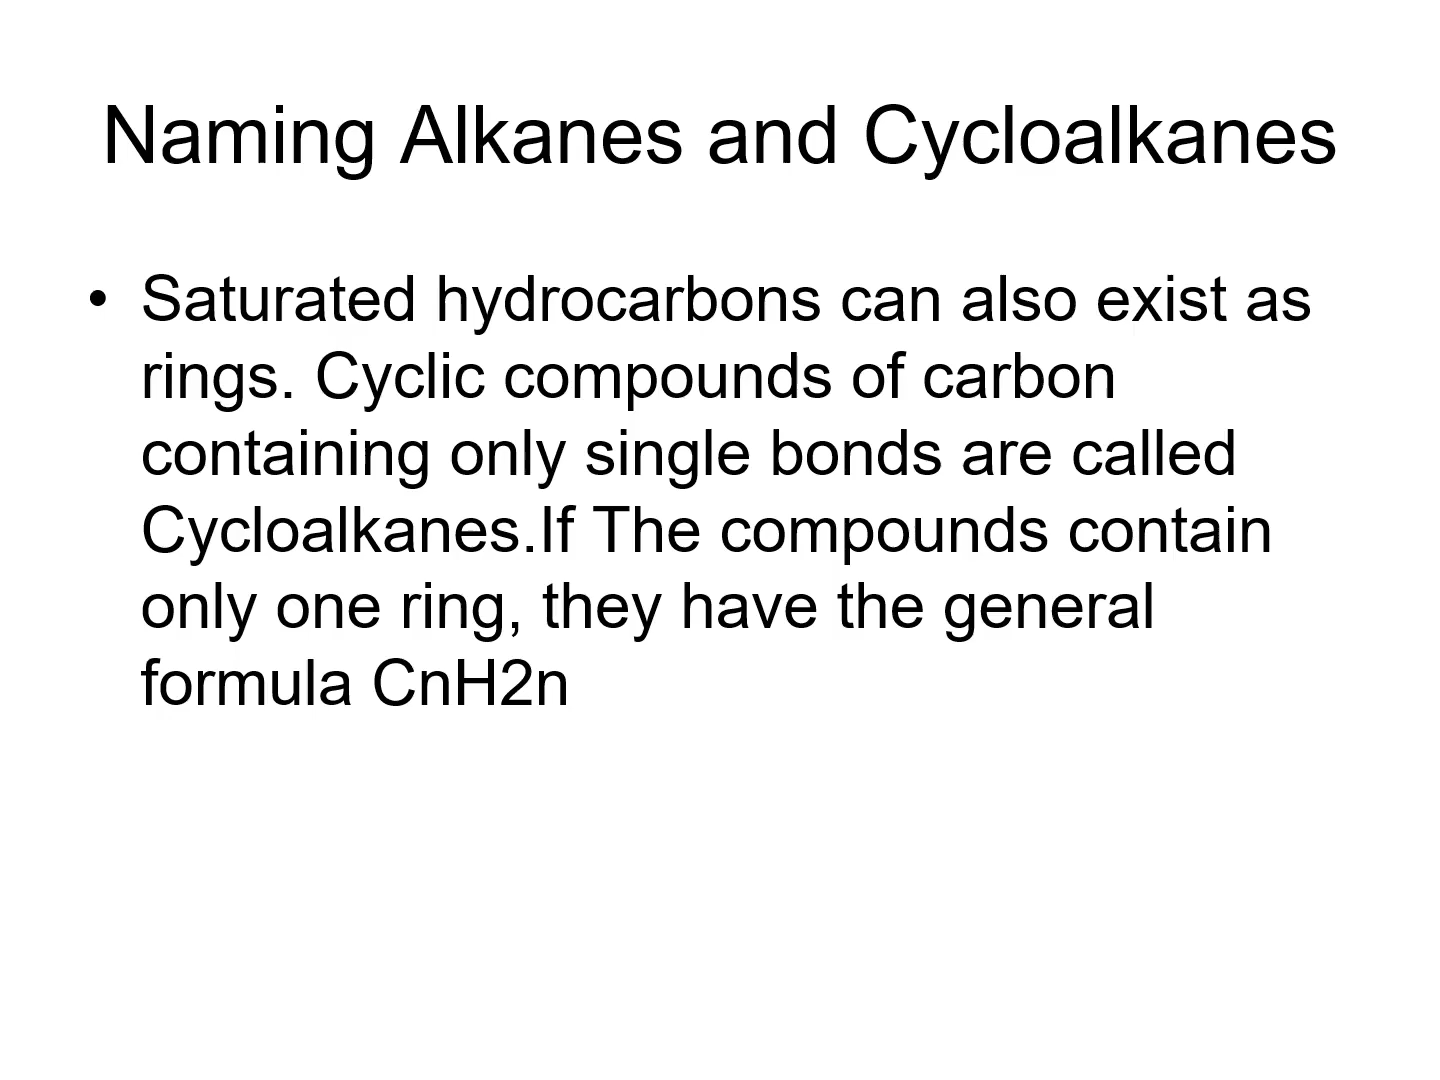 Naming Alkanes and Cycloalkanes
• Saturated hydrocarbons can also exist as
rings. Cyclic compounds of carbon
containing only single bonds are called
Cycloalkanes.If The compounds contain
only one ring, they have the general
formula CnH2n